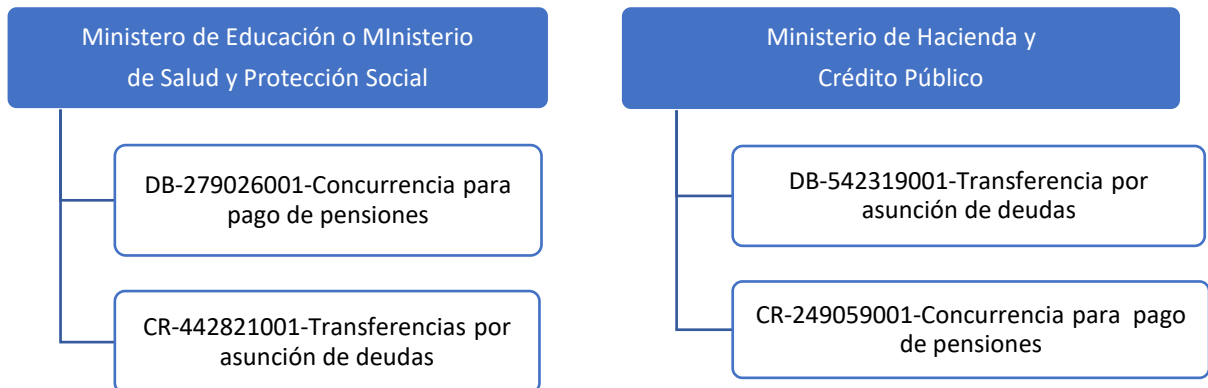 Ministero de Educación o MInisterio
de Salud y Protección Social
DB-279026001-Concurrencia para
pago de pensiones
CR-442821001-Transferencias por
asunción de deudas
Ministerio de Hacienda y
Crédito Público
DB-542319001-Transferencia por
asunción de deudas
CR-249059001-Concurrencia para pago
de pensiones